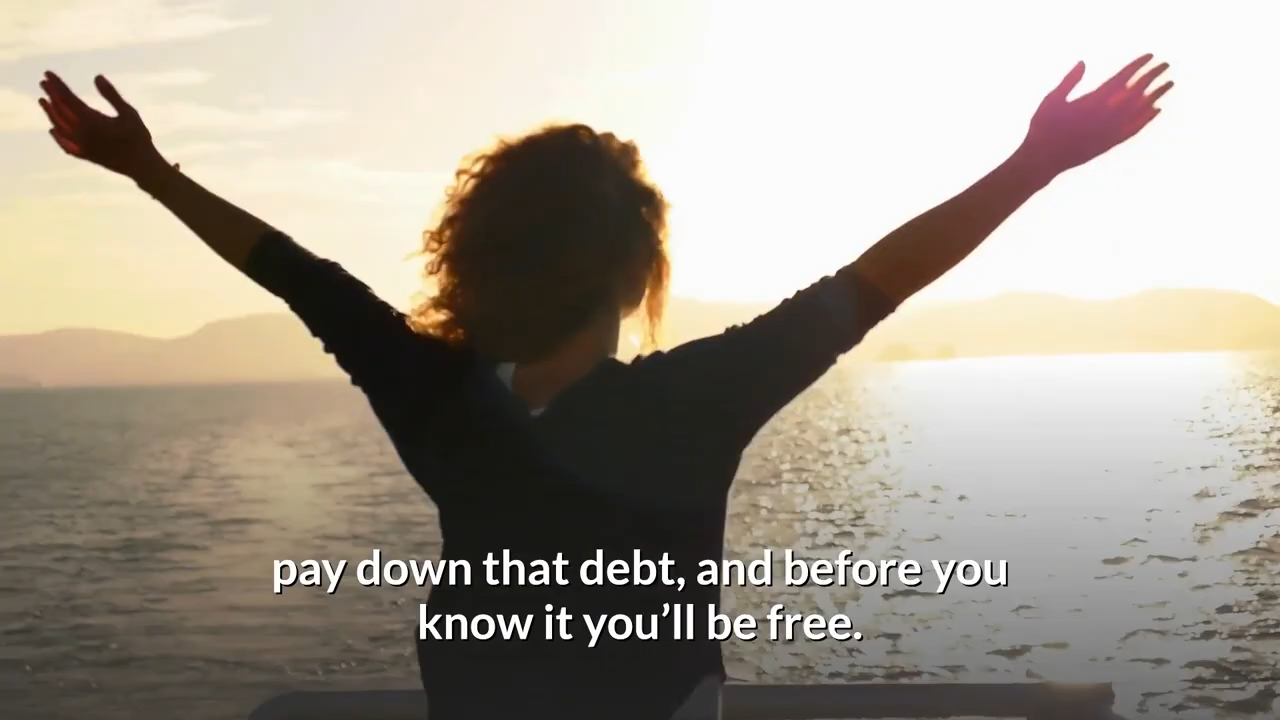 pay down that debt, and before you
know it you’ll be free.